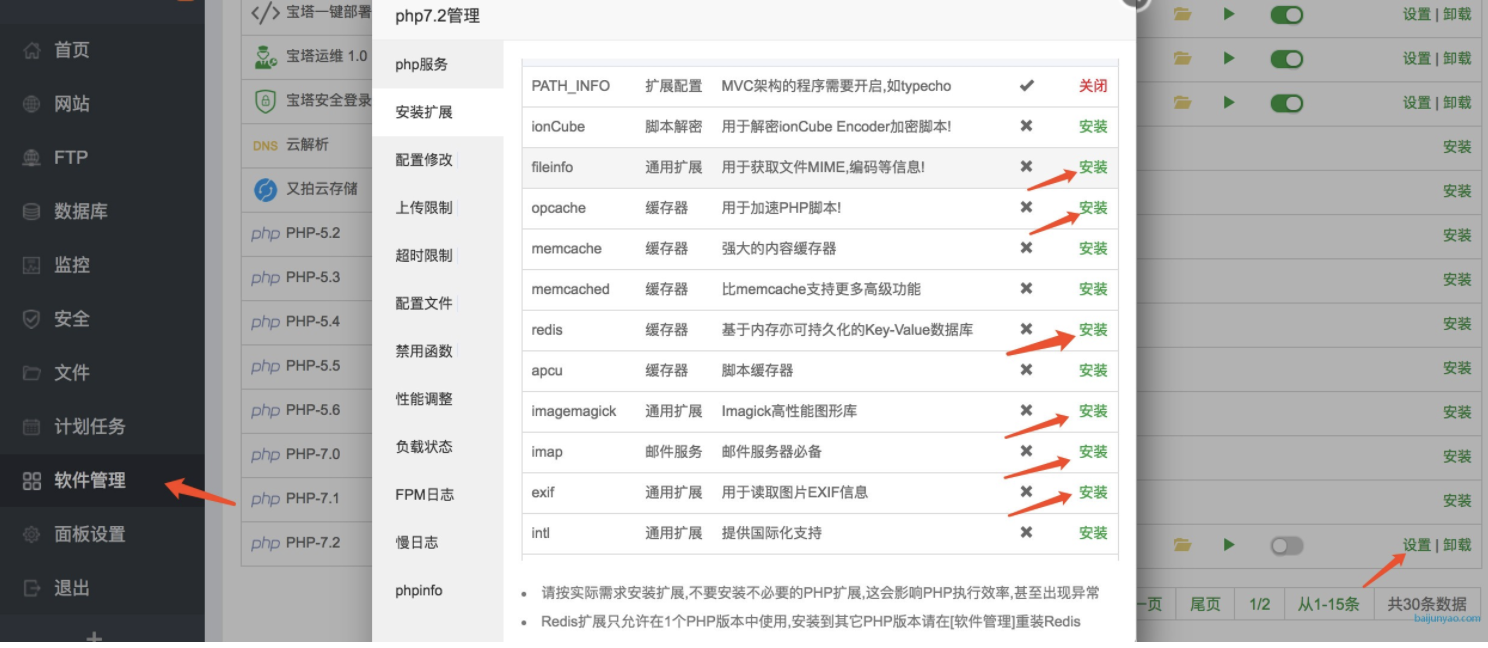 首页
网站
FTP
数据库
监控
安全
文件
计划任务
软件管理
面板设置
退出
宝塔一键部署
宝塔运维 1.0
宝塔安全登录
DNS 云解析
又拍云存储
php PHP-5.2
php PHP-5.3
php PHP-5.4
php PHP-5.5
php PHP-5.6
php PHP-7.0
php PHP-7.1
php PHP-7.2
php7.2管理
php服务
安装扩展
配置修改
上传限制
超时限制
配置文件
禁用函数
性能调整
负载状态
FPM日志
慢日志
phpinfo
PATH_INFO 扩展配置 MVC架构的程序需要开启,如typecho 关闭
ionCube 脚本解密 用于解密ionCube Encoder加密脚本! 安装
fileinfo 通用扩展 用于获取文件MIME,编码等信息! 安装
opcache 缓存器 用于加速PHP脚本! 安装
memcache 缓存器 强大的内容缓存器 安装
memcached 缓存器 比memcache支持更多高级功能 安装
redis 缓存器 基于内存亦可持久化的Key-Value数据库 安装
apcu 缓存器 脚本缓存器 安装
imagemagick 通用扩展 Imagick高性能图形库 安装
imap 邮件服务 邮件服务器必备 安装
exif 通用扩展 用于读取图片EXIF信息 安装
intl 通用扩展 提供国际化支持 安装
请按实际需求安装扩展,不要安装不必要的PHP扩展,这会影响PHP执行效率,甚至出现异常
Redis扩展只允许在1个PHP版本中使用,安装到其它PHP版本请在[软件管理]重装Redis
设置 | 卸载
设置 | 卸载
设置 | 卸载
安装
安装
安装
安装
安装
安装
安装
安装
安装
设置 | 卸载
一页 尾页 1/2 从1-15条 共30条数据
baijunyao.com